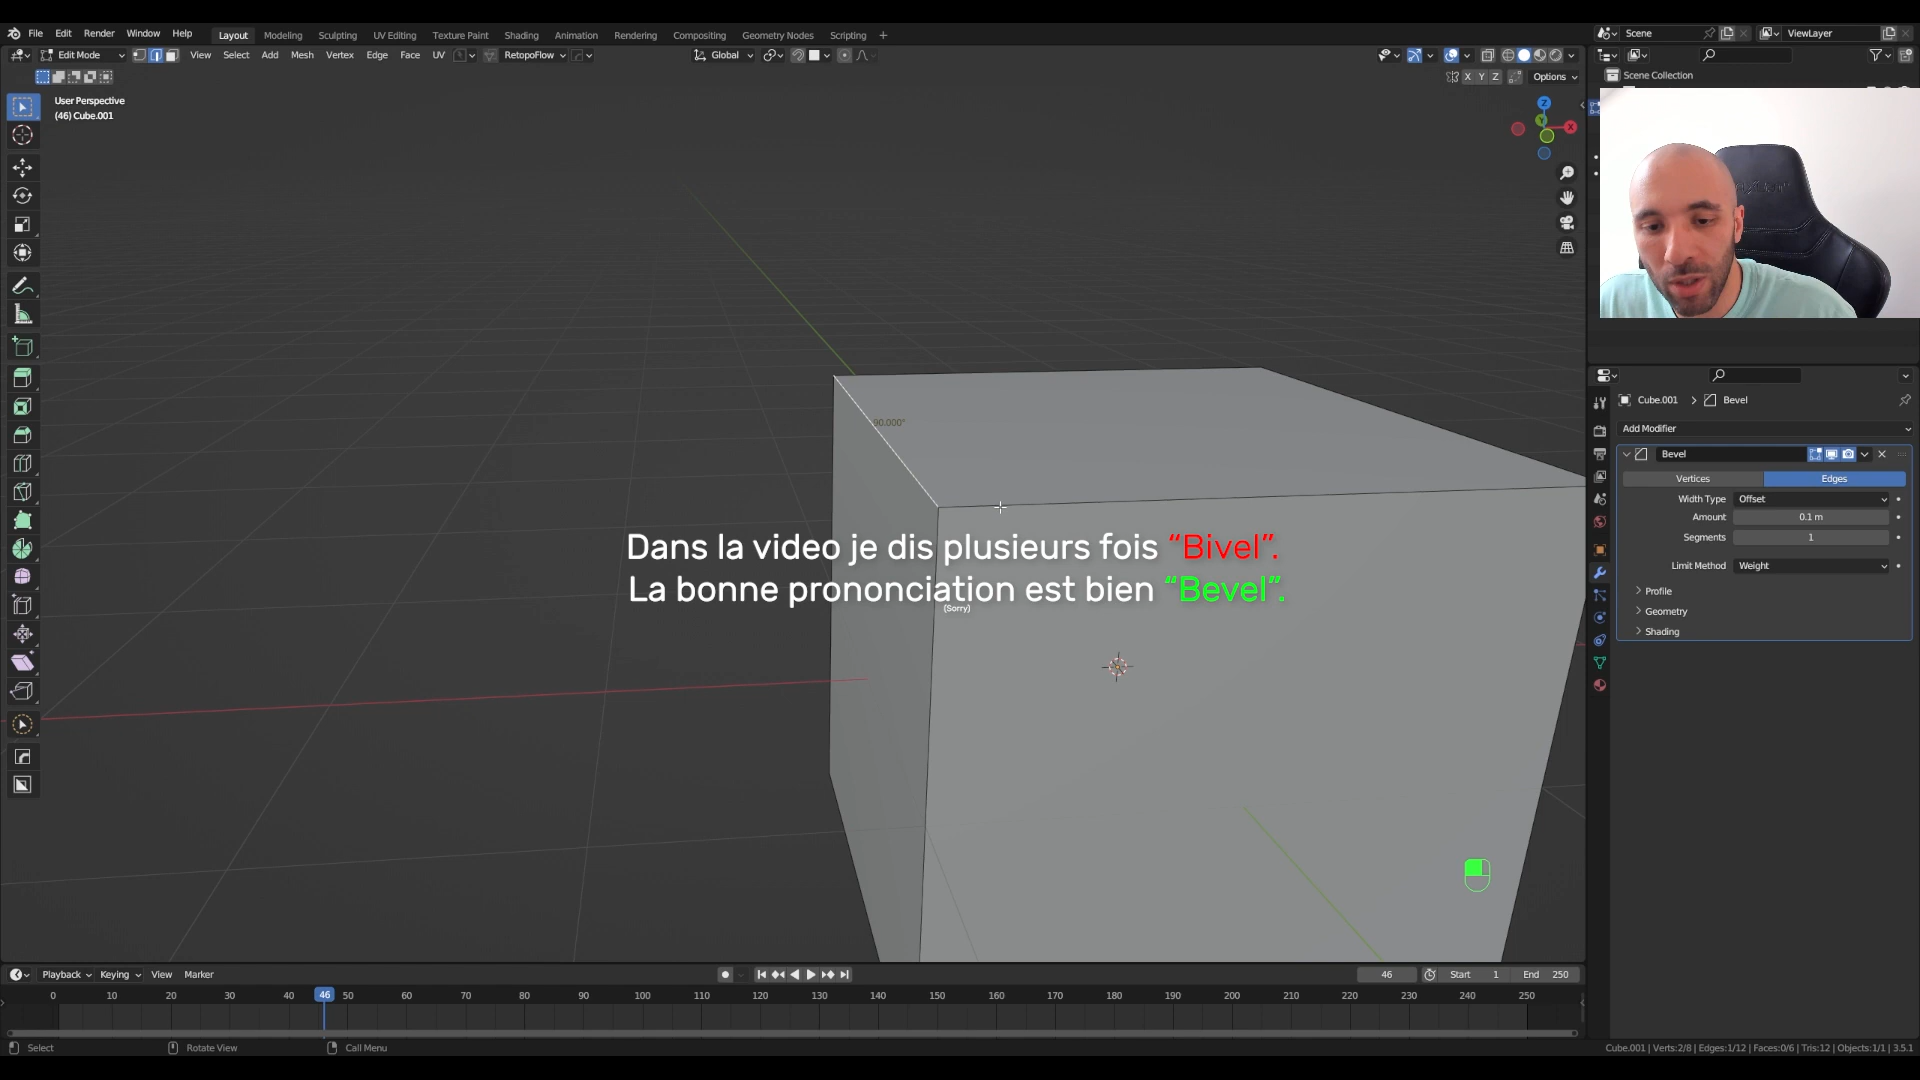 File Edit Render Window Help Layout Modeling Sculpting UV Editing Texture Paint Shading Animation Rendering Compositing Geometry Nodes Scripting + Scene ViewLayer
Edit Mode View Select Add Mesh Vertex Edge Face UV RetopoFlow Global
X Y Z Options Scene Collection
User Perspective
(46) Cube.001
Z
Y
X
Cube.001 > Bevel
90.000°
Add Modifier
Bevel
Vertices Edges
Width Type Offset
Amount 0.1 m
Segments 1
Dans la video je dis plusieurs fois “Bivel”.
Limit Method Weight
La bonne prononciation est bien “Bevel”.
Profile
(Sorry)
Geometry
Shading
Playback Keying View Marker 46 Start 1 End 250
0 10 20 30 40 46 50 60 70 80 90 100 110 120 130 140 150 160 170 180 190 200 210 220 230 240 250
Select Rotate View Call Menu Cube.001 | Verts:2/8 | Edges:1/12 | Faces:0/6 | Tris:12 | Objects:1/1 | 3.5.1